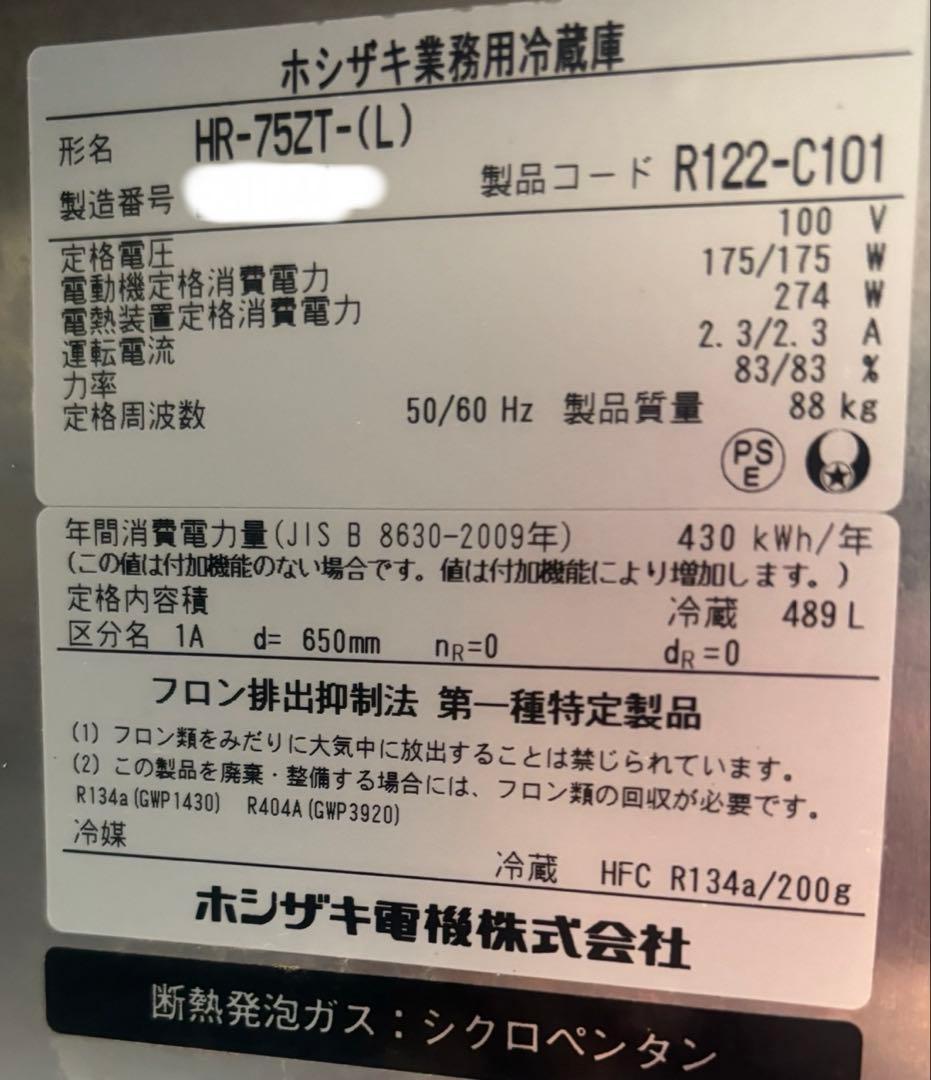 ホシザキ業務用冷蔵庫
形名 HR-75ZT-(L)
製造番号 製品コード R122-C101
定格電圧 100 V
電動機定格消費電力 175/175 W
電熱装置定格消費電力 274 W
運転電流 2.3/2.3 A
力率 83/83 %
定格周波数 50/60 Hz 製品質量 88 kg
PSE
年間消費電力量(JIS B 8630-2009年) 430 kWh/年
(この値は付加機能のない場合です。値は付加機能により増加します。)
定格内容積 冷蔵 489 L
区分名 1A d= 650mm nR=0 dR=0
フロン排出抑制法 第一種特定製品
(1) フロン類をみだりに大気中に放出することは禁じられています。
(2) この製品を廃棄・整備する場合には、フロン類の回収が必要です。
R134a(GWP1430) R404A(GWP3920)
冷媒
冷蔵 HFC R134a/200g
ホシザキ電機株式会社
断熱発泡ガス：シクロペンタン